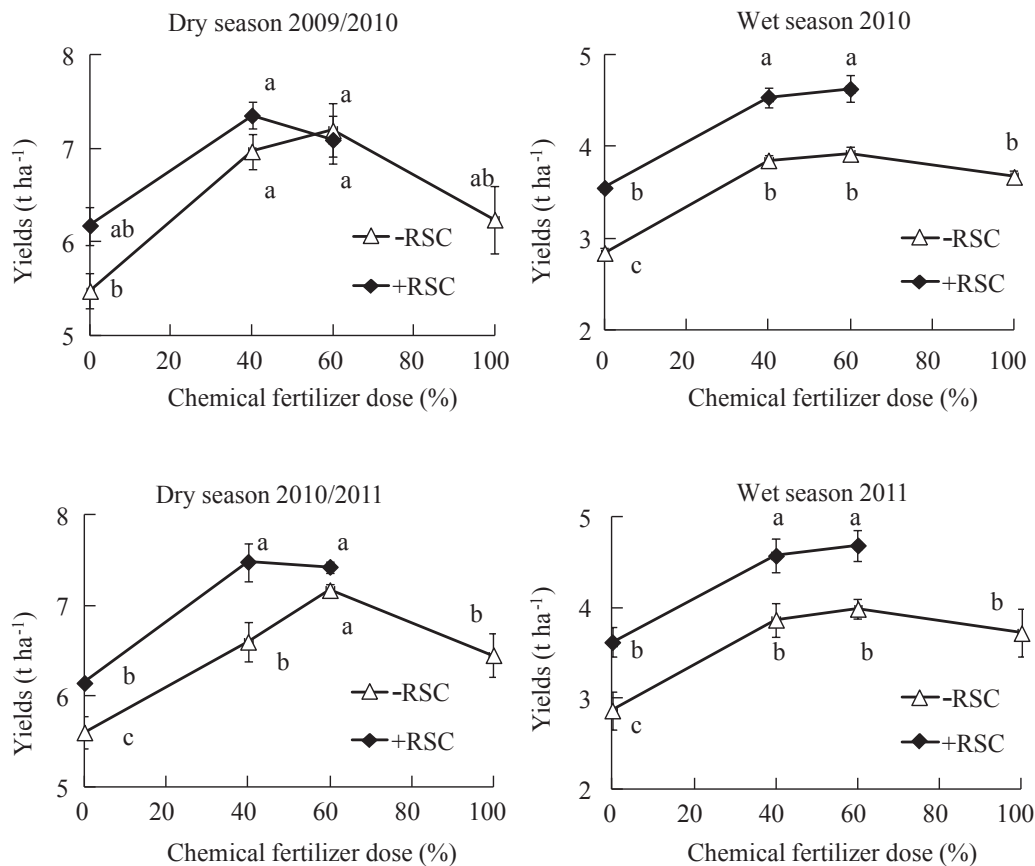 Dry season 2009/2010
8
7
6
5
Yields (t ha⁻¹)
a
a
a
a
ab
ab
b
-RSC
+RSC
0 20 40 60 80 100
Chemical fertilizer dose (%)
Wet season 2010
5
4
3
2
Yields (t ha⁻¹)
a a
b
b b b
c
-RSC
+RSC
0 20 40 60 80 100
Chemical fertilizer dose (%)
Dry season 2010/2011
8
7
6
5
Yields (t ha⁻¹)
a a
b
a
b b
c
-RSC
+RSC
0 20 40 60 80 100
Chemical fertilizer dose (%)
Wet season 2011
5
4
3
2
Yields (t ha⁻¹)
a a
b
b b b
c
-RSC
+RSC
0 20 40 60 80 100
Chemical fertilizer dose (%)